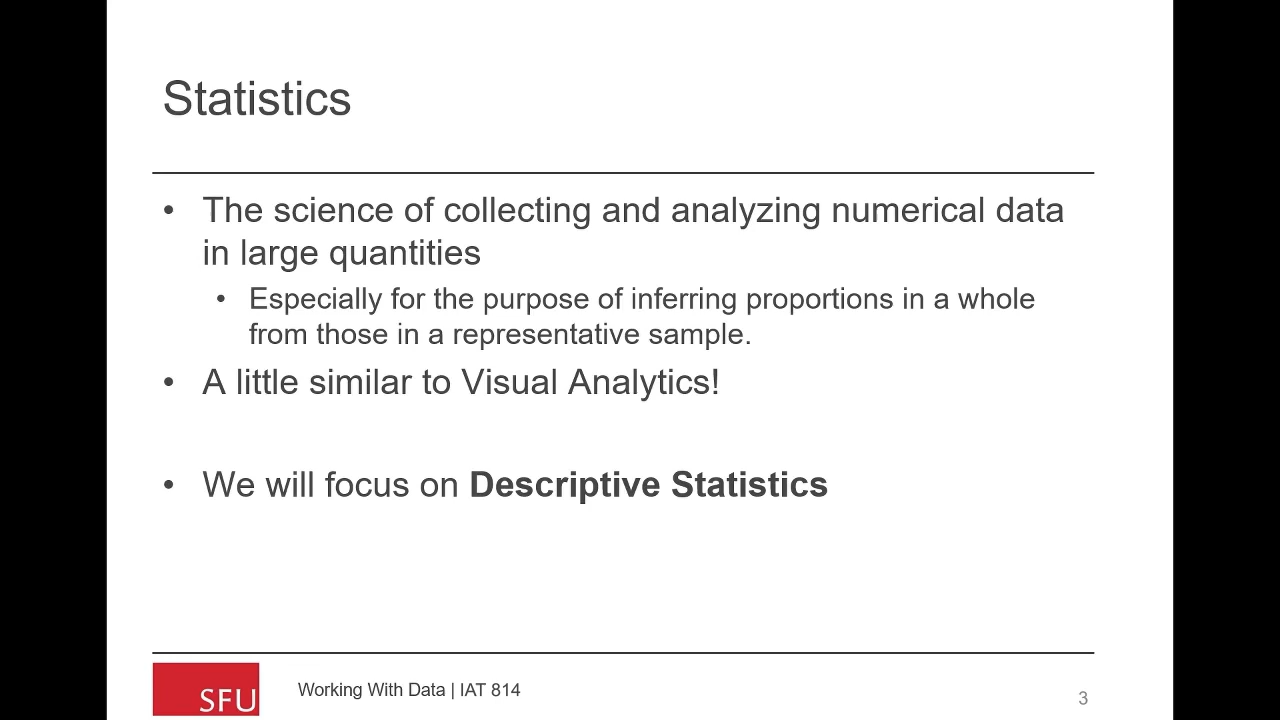 Statistics
• The science of collecting and analyzing numerical data
in large quantities
• Especially for the purpose of inferring proportions in a whole
from those in a representative sample.
• A little similar to Visual Analytics!
• We will focus on Descriptive Statistics
SFU
Working With Data | IAT 814
3